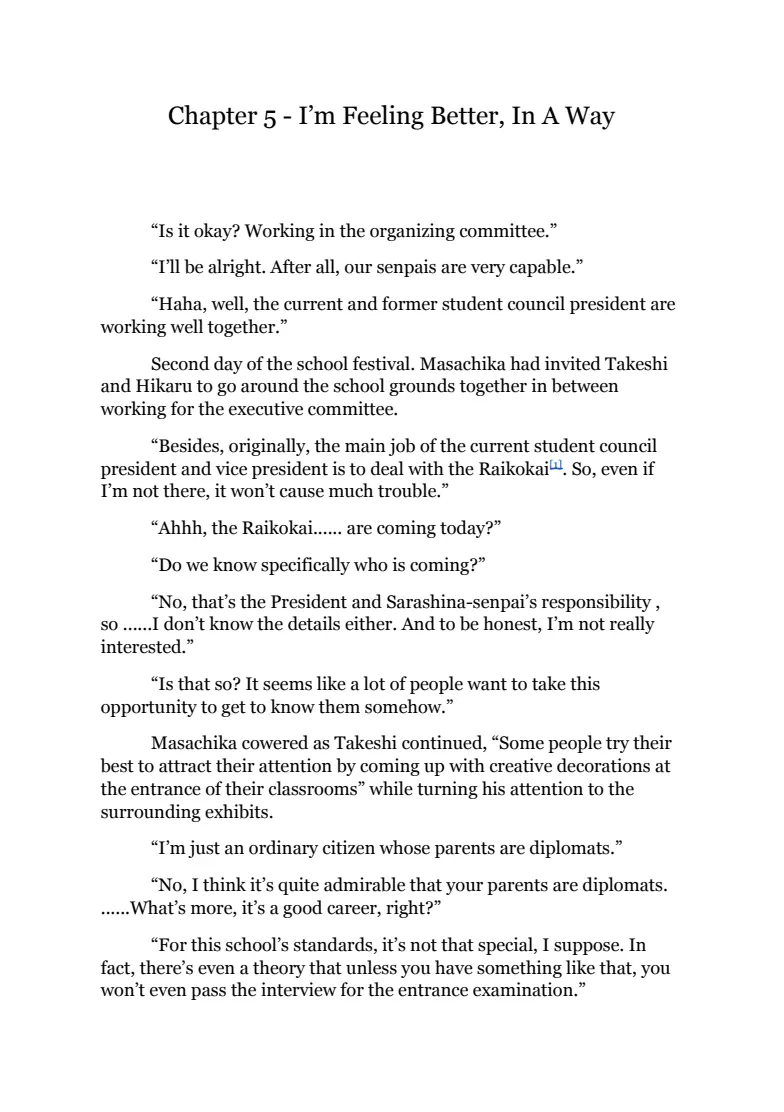 Chapter 5 - I’m Feeling Better, In A Way
“Is it okay? Working in the organizing committee.”
“I’ll be alright. After all, our senpais are very capable.”
“Haha, well, the current and former student council president are
working well together.”
Second day of the school festival. Masachika had invited Takeshi
and Hikaru to go around the school grounds together in between
working for the executive committee.
“Besides, originally, the main job of the current student council
president and vice president is to deal with the Raikokai[1]. So, even if
I’m not there, it won’t cause much trouble.”
“Ahhh, the Raikokai...... are coming today?”
“Do we know specifically who is coming?”
“No, that’s the President and Sarashina-senpai’s responsibility ,
so ......I don’t know the details either. And to be honest, I’m not really
interested.”
“Is that so? It seems like a lot of people want to take this
opportunity to get to know them somehow.”
Masachika cowered as Takeshi continued, “Some people try their
best to attract their attention by coming up with creative decorations at
the entrance of their classrooms” while turning his attention to the
surrounding exhibits.
“I’m just an ordinary citizen whose parents are diplomats.”
“No, I think it’s quite admirable that your parents are diplomats.
......What’s more, it’s a good career, right?”
“For this school’s standards, it’s not that special, I suppose. In
fact, there’s even a theory that unless you have something like that, you
won’t even pass the interview for the entrance examination.”